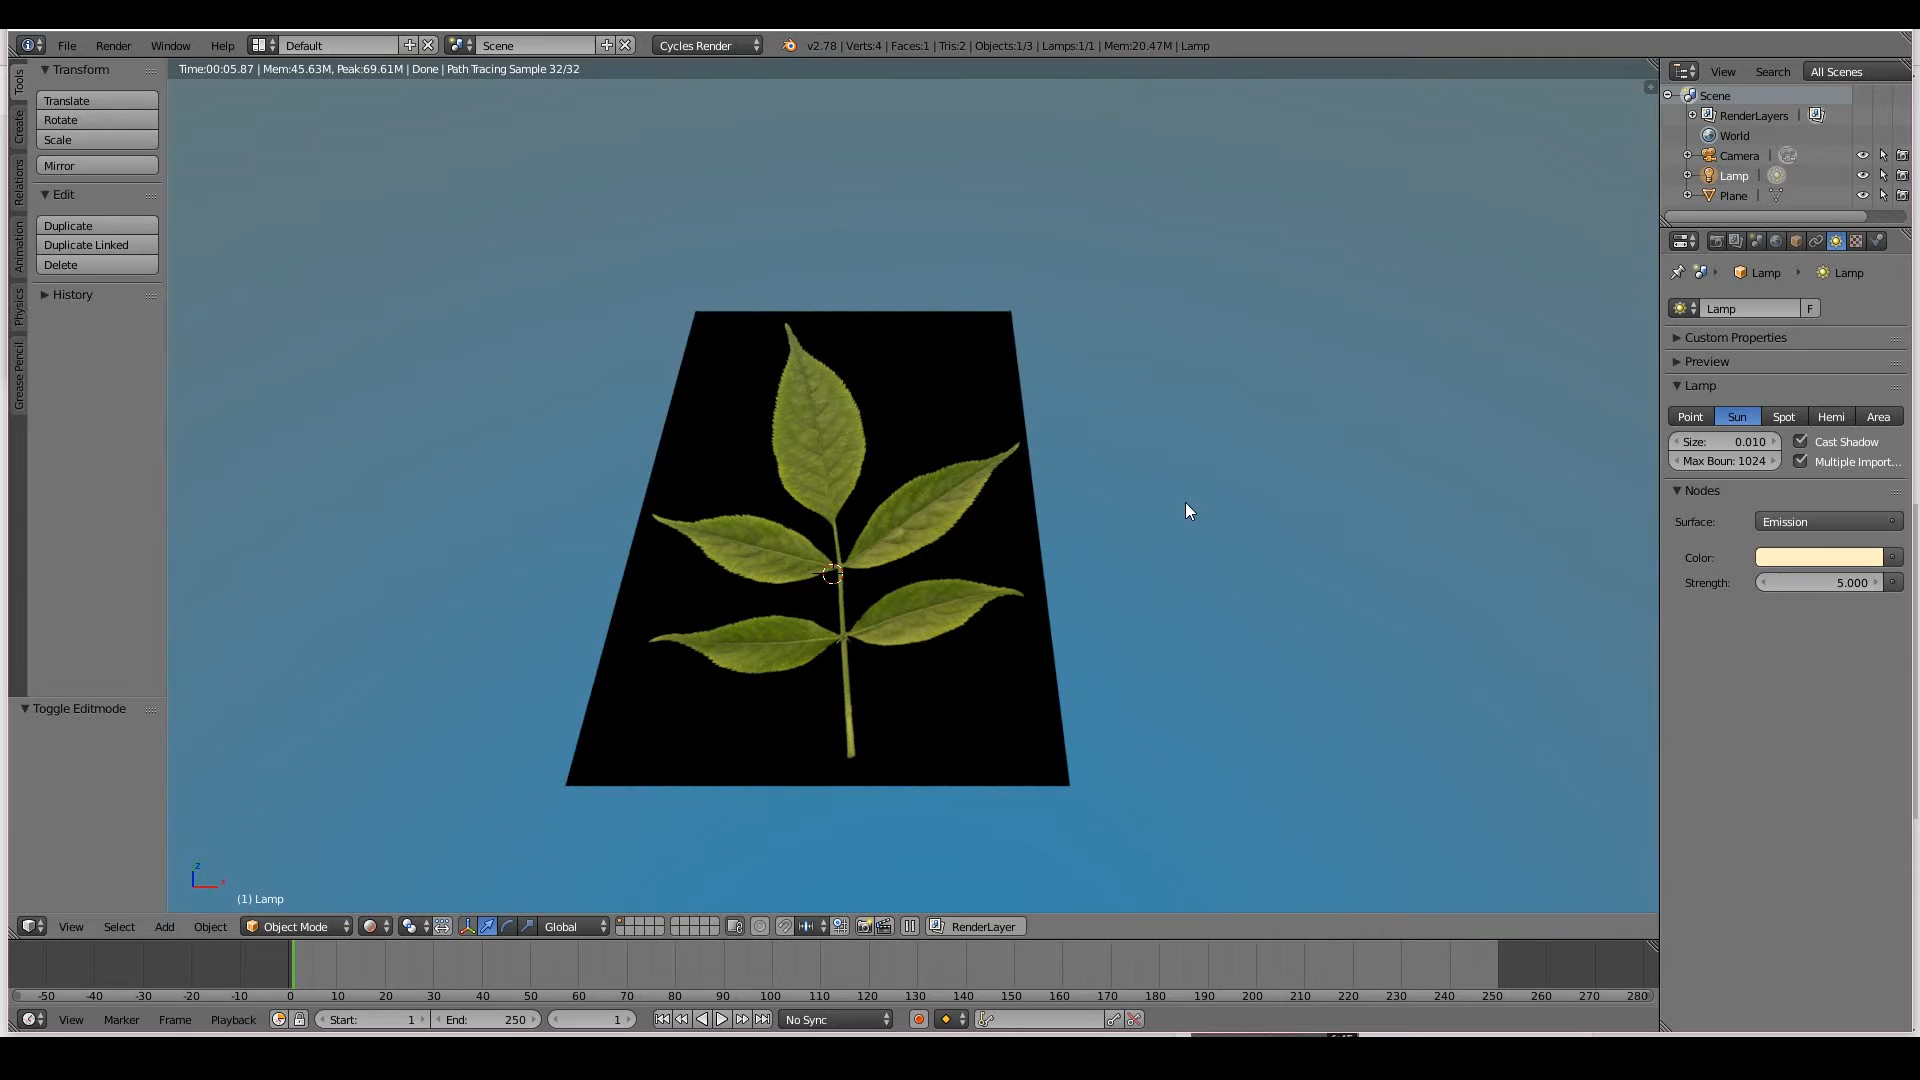 File Render Window Help Default Scene Cycles Render v2.78 | Verts:4 | Faces:1 | Tris:2 | Objects:1/3 | Lamps:1/1 | Mem:20.47M | Lamp
Time:00:05.87 | Mem:45.63M, Peak:69.61M | Done | Path Tracing Sample 32/32
Tools
Create
Relations
Animation
Physics
Grease Pencil
Transform
Translate
Rotate
Scale
Mirror
Edit
Duplicate
Duplicate Linked
Delete
History
Toggle Editmode
z
x
(1) Lamp
View Select Add Object Object Mode Global RenderLayer
-50 -40 -30 -20 -10 0 10 20 30 40 50 60 70 80 90 100 110 120 130 140 150 160 170 180 190 200 210 220 230 240 250 260 270 280
View Marker Frame Playback Start: 1 End: 250 1 No Sync
View Search All Scenes
Scene
RenderLayers |
World
Camera |
Lamp |
Plane |
Lamp Lamp
Lamp F
Custom Properties
Preview
Lamp
Point Sun Spot Hemi Area
Size: 0.010 Cast Shadow
Max Boun: 1024 Multiple Import...
Nodes
Surface: Emission
Color:
Strength: 5.000